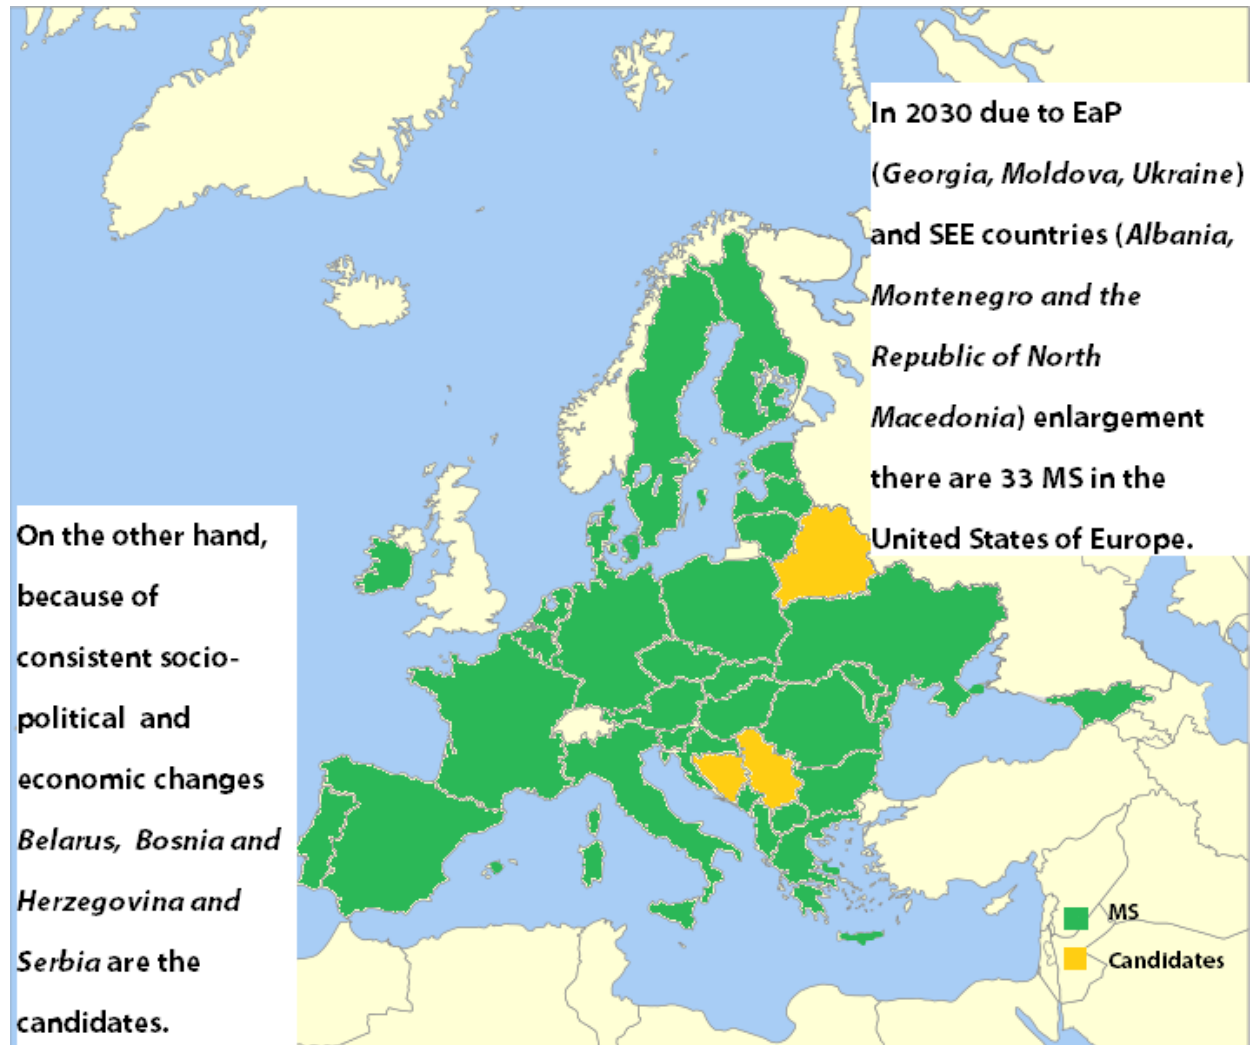 In 2030 due to EaP
(Georgia, Moldova, Ukraine)
and SEE countries (Albania,
Montenegro and the
Republic of North
Macedonia) enlargement
there are 33 MS in the
United States of Europe.
On the other hand,
because of
consistent socio-
political and
economic changes
Belarus, Bosnia and
Herzegovina and
Serbia are the
candidates.
MS
Candidates